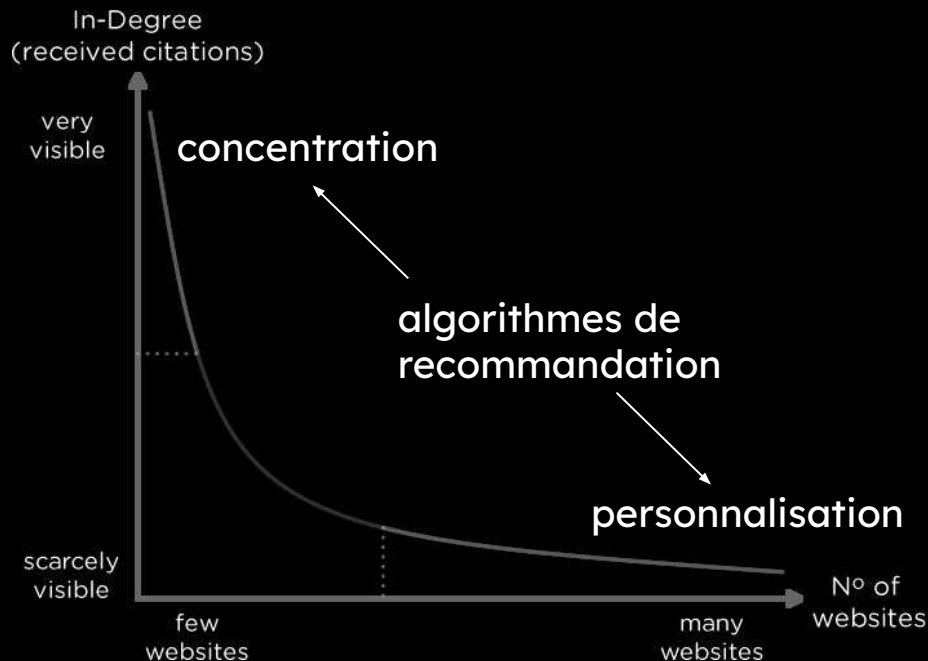 In-Degree
(received citations)
very
visible
concentration
algorithmes de
recommandation
personnalisation
scarcely
visible
Nº of
websites
few
websites
many
websites